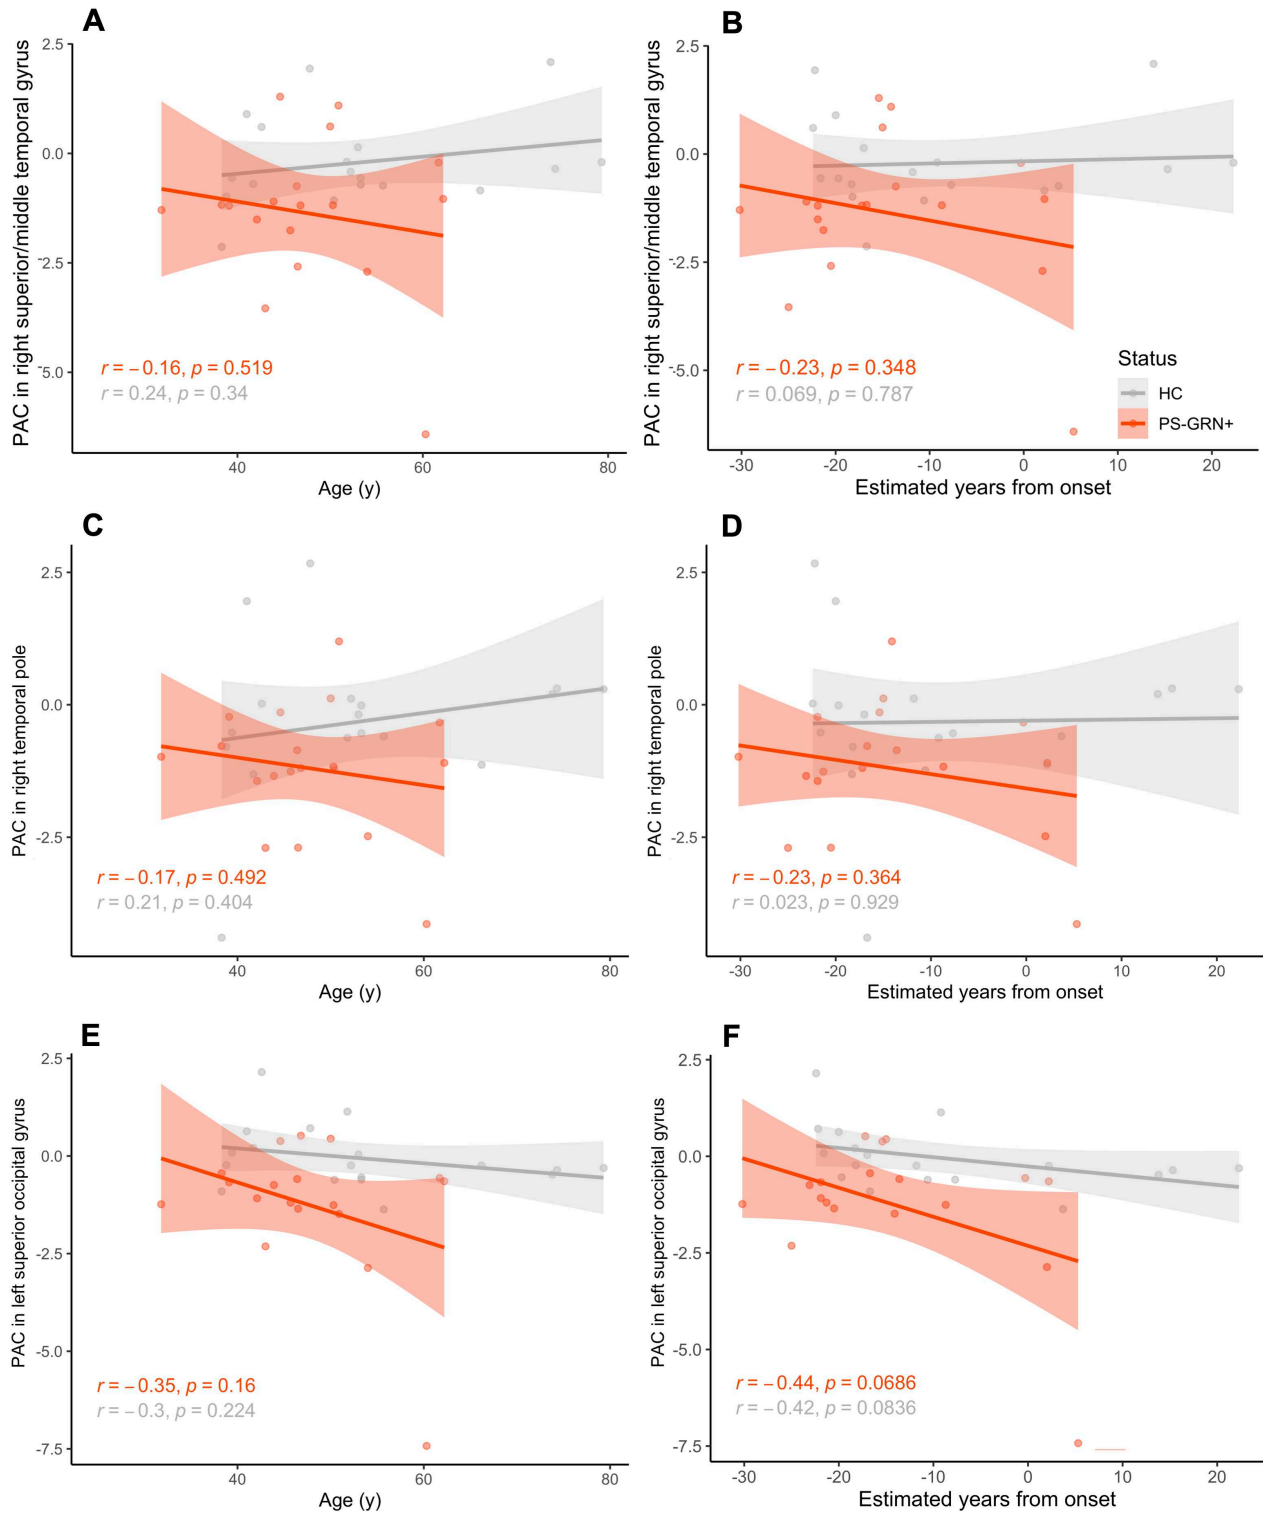 A
PAC in right superior/middle temporal gyrus
2.5
0.0
-2.5
-5.0
r = −0.16, p = 0.519
r = 0.24, p = 0.34
40 60 80
Age (y)
B
PAC in right superior/middle temporal gyrus
2.5
0.0
-2.5
-5.0
r = −0.23, p = 0.348
r = 0.069, p = 0.787
Status
HC
PS-GRN+
-30 -20 -10 0 10 20
Estimated years from onset
C
PAC in right temporal pole
2.5
0.0
-2.5
r = −0.17, p = 0.492
r = 0.21, p = 0.404
40 60 80
Age (y)
D
PAC in right temporal pole
2.5
0.0
-2.5
r = −0.23, p = 0.364
r = 0.023, p = 0.929
-30 -20 -10 0 10 20
Estimated years from onset
E
PAC in left superior occipital gyrus
2.5
0.0
-2.5
-5.0
-7.5
r = −0.35, p = 0.16
r = −0.3, p = 0.224
40 60 80
Age (y)
F
PAC in left superior occipital gyrus
2.5
0.0
-2.5
-5.0
-7.5
r = −0.44, p = 0.0686
r = −0.42, p = 0.0836
-30 -20 -10 0 10 20
Estimated years from onset